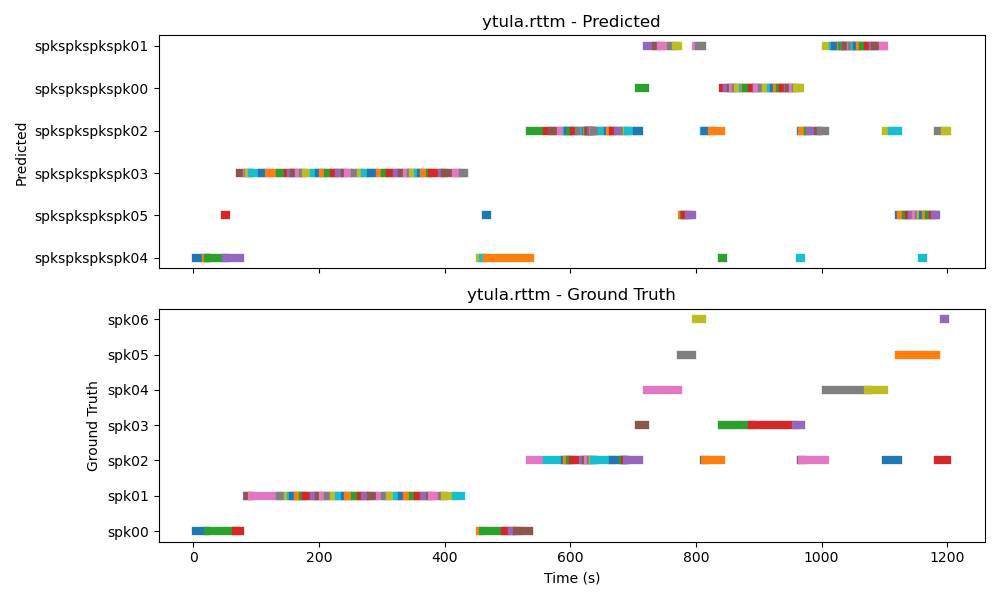 ytula.rttm - Predicted
spkspkspkspk01
spkspkspkspk00
spkspkspkspk02
spkspkspkspk03
spkspkspkspk05
spkspkspkspk04
Predicted
ytula.rttm - Ground Truth
spk06
spk05
spk04
spk03
spk02
spk01
spk00
Ground Truth
0 200 400 600 800 1000 1200
Time (s)